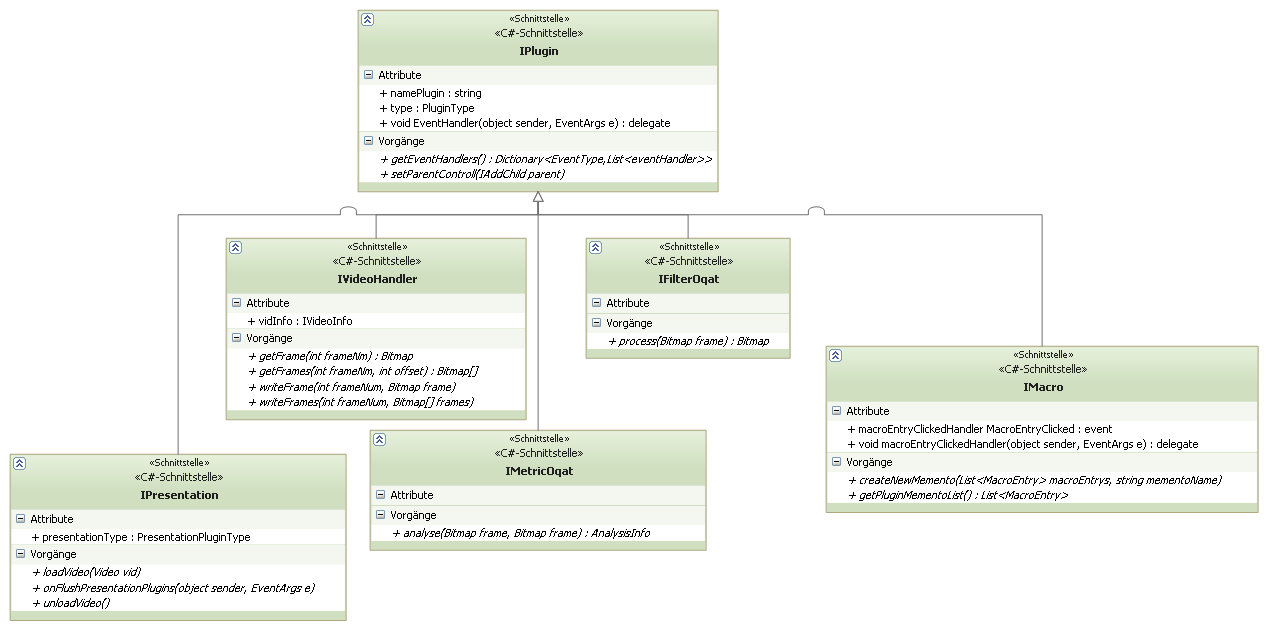 «Schnittstelle»
«C#-Schnittstelle»
IPlugin
Attribute
+ namePlugin : string
+ type : PluginType
+ void EventHandler(object sender, EventArgs e) : delegate
Vorgänge
+ getEventHandlers() : Dictionary<EventType,List<eventHandler>>
+ setParentControll(IAddChild parent)
«Schnittstelle»
«C#-Schnittstelle»
IVideoHandler
Attribute
+ vidInfo : IVideoInfo
Vorgänge
+ getFrame(int frameNm) : Bitmap
+ getFrames(int frameNm, int offset) : Bitmap[]
+ writeFrame(int frameNum, Bitmap frame)
+ writeFrames(int frameNum, Bitmap[] frames)
«Schnittstelle»
«C#-Schnittstelle»
IFilterOqat
Attribute
Vorgänge
+ process(Bitmap frame) : Bitmap
«Schnittstelle»
«C#-Schnittstelle»
IMacro
Attribute
+ macroEntryClickedHandler MacroEntryClicked : event
+ void macroEntryClickedHandler(object sender, EventArgs e) : delegate
Vorgänge
+ createNewMemento(List<MacroEntry> macroEntrys, string mementoName)
+ getPluginMementoList() : List<MacroEntry>
«Schnittstelle»
«C#-Schnittstelle»
IMetricOqat
Attribute
Vorgänge
+ analyse(Bitmap frame, Bitmap frame) : AnalysisInfo
«Schnittstelle»
«C#-Schnittstelle»
IPresentation
Attribute
+ presentationType : PresentationPluginType
Vorgänge
+ loadVideo(Video vid)
+ onFlushPresentationPlugins(object sender, EventArgs e)
+ unloadVideo()